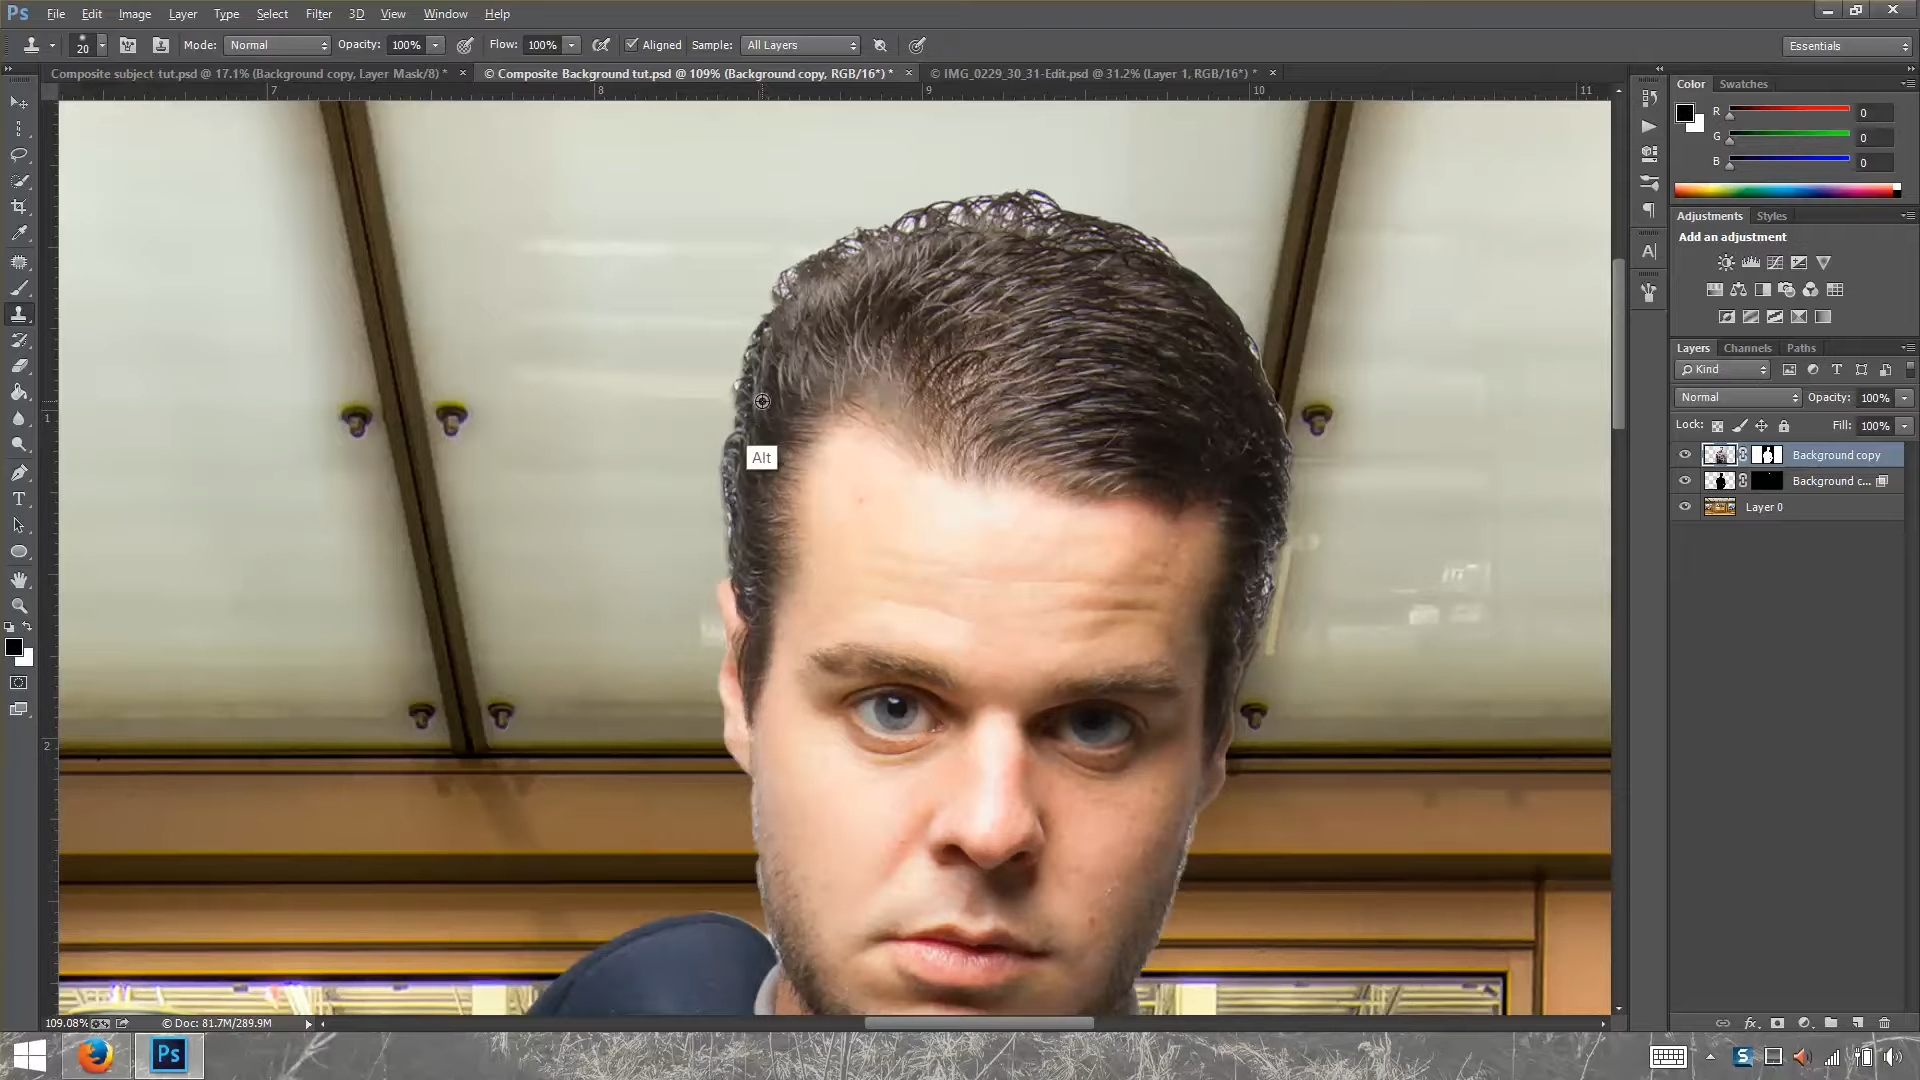 Ps File Edit Image Layer Type Select Filter 3D View Window Help
20 Mode: Normal Opacity: 100% Flow: 100% Aligned Sample: All Layers Essentials
Composite subject tut.psd @ 17.1% (Background copy, Layer Mask/8) * × © Composite Background tut.psd @ 109% (Background copy, RGB/16*) * × © IMG_0229_30_31-Edit.psd @ 31.2% (Layer 1, RGB/16*) * ×
7 8 9 10 11
Color Swatches
R 0
G 0
B 0
Adjustments Styles
Add an adjustment
Layers Channels Paths
Kind
Normal Opacity: 100%
Lock: Fill: 100%
Background copy
Background c...
Layer 0
1
Alt
2
109.08% © Doc: 81.7M/289.9M
Ps